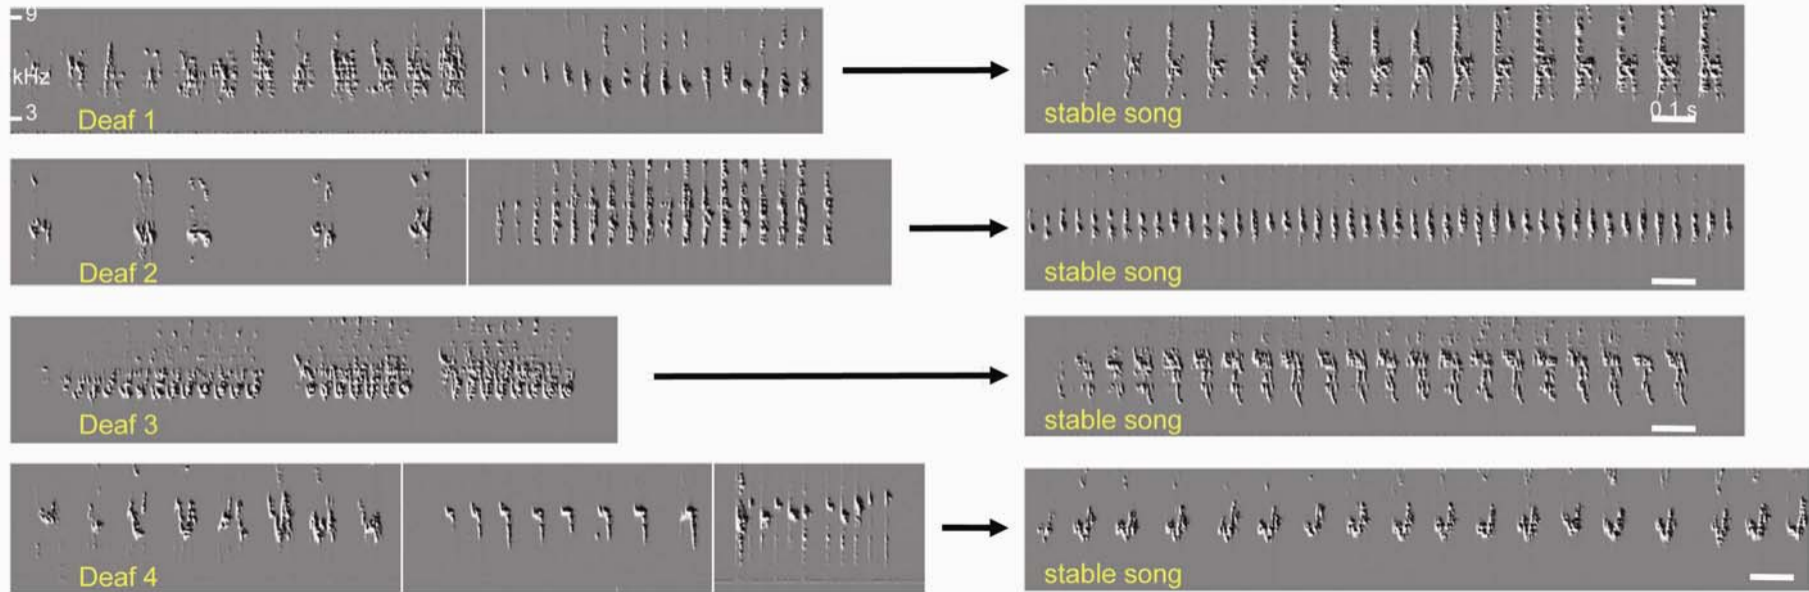 9
kHz
3
Deaf 1
stable song
0.1 s
Deaf 2
stable song
Deaf 3
stable song
Deaf 4
stable song